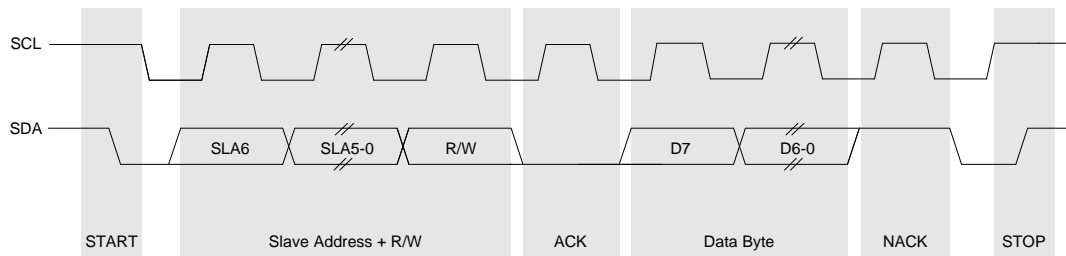 SCL
SDA
SLA6 SLA5-0 R/W D7 D6-0
START Slave Address + R/W ACK Data Byte NACK STOP